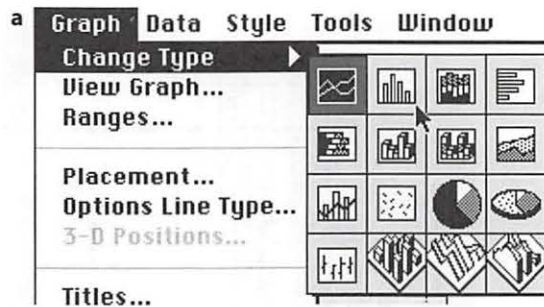 a
Graph Data Style Tools Window
Change Type
View Graph...
Ranges...
Placement...
Options Line Type...
3-D Positions...
Titles...